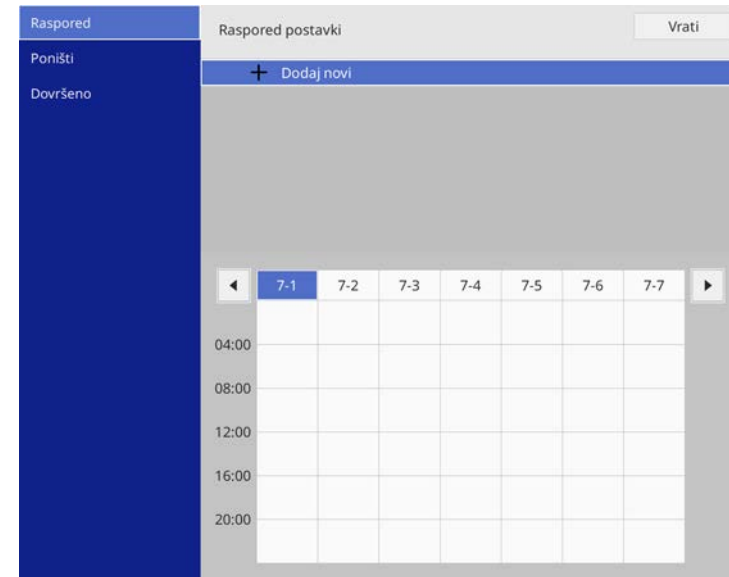 Raspored
Poništi
Dovršeno
Raspored postavki
Vrati
Dodaj novi
7-1 7-2 7-3 7-4 7-5 7-6 7-7
04:00
08:00
12:00
16:00
20:00